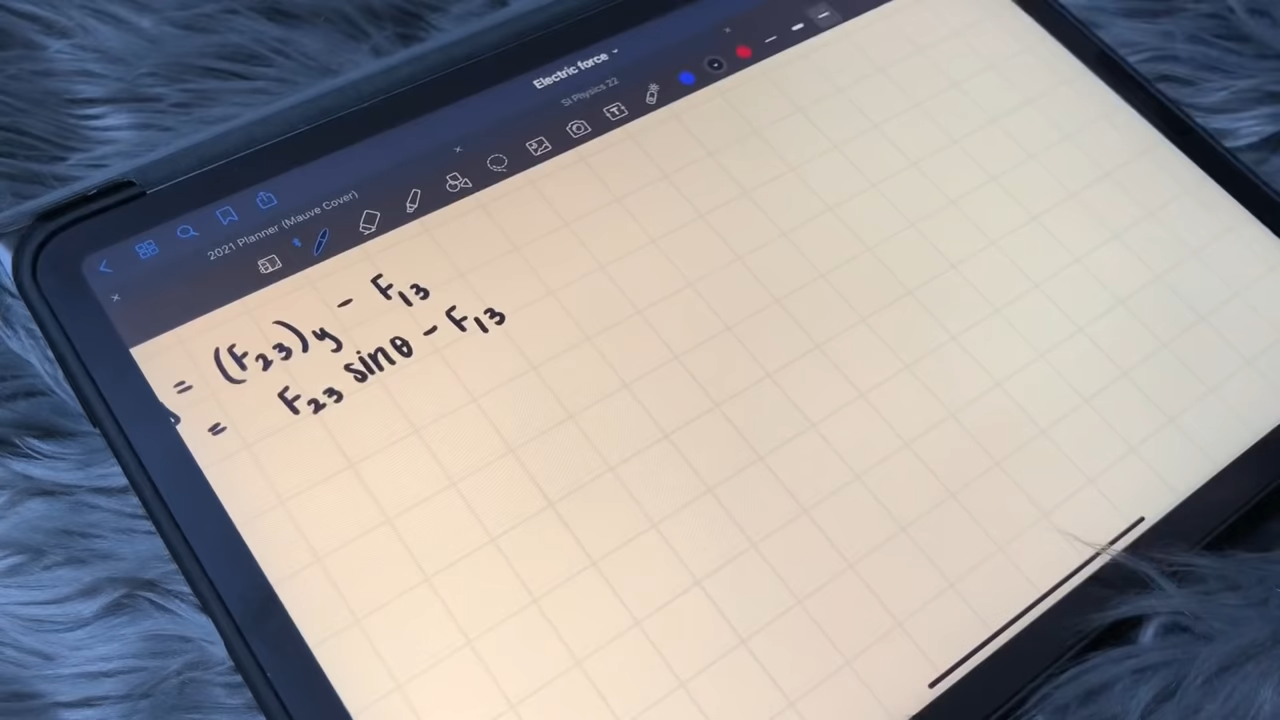 Electric force
SI Physics 22
2021 Planner (Mauve Cover)
= (F₂₃)y - F₁₃
= F₂₃ sinθ - F₁₃